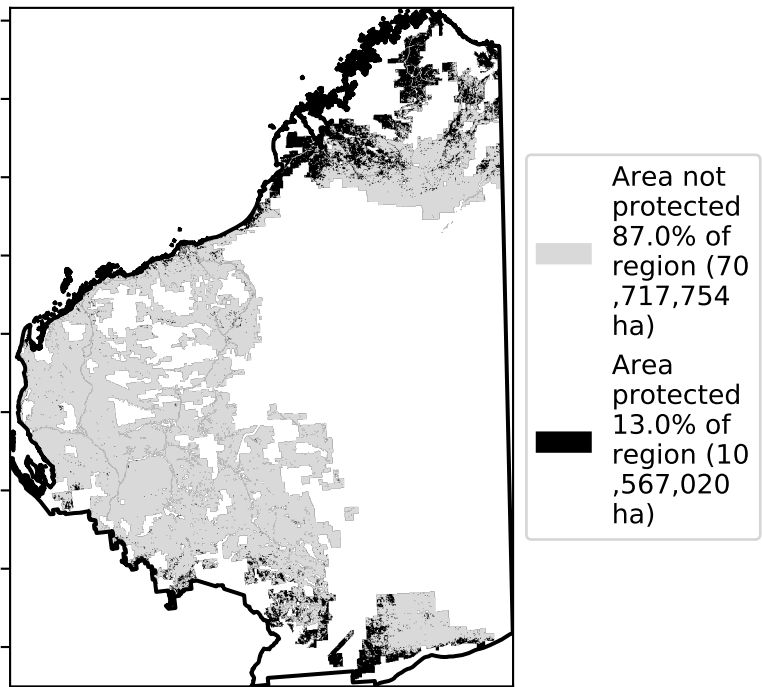 Area not
protected
87.0% of
region (70
,717,754
ha)
Area
protected
13.0% of
region (10
,567,020
ha)